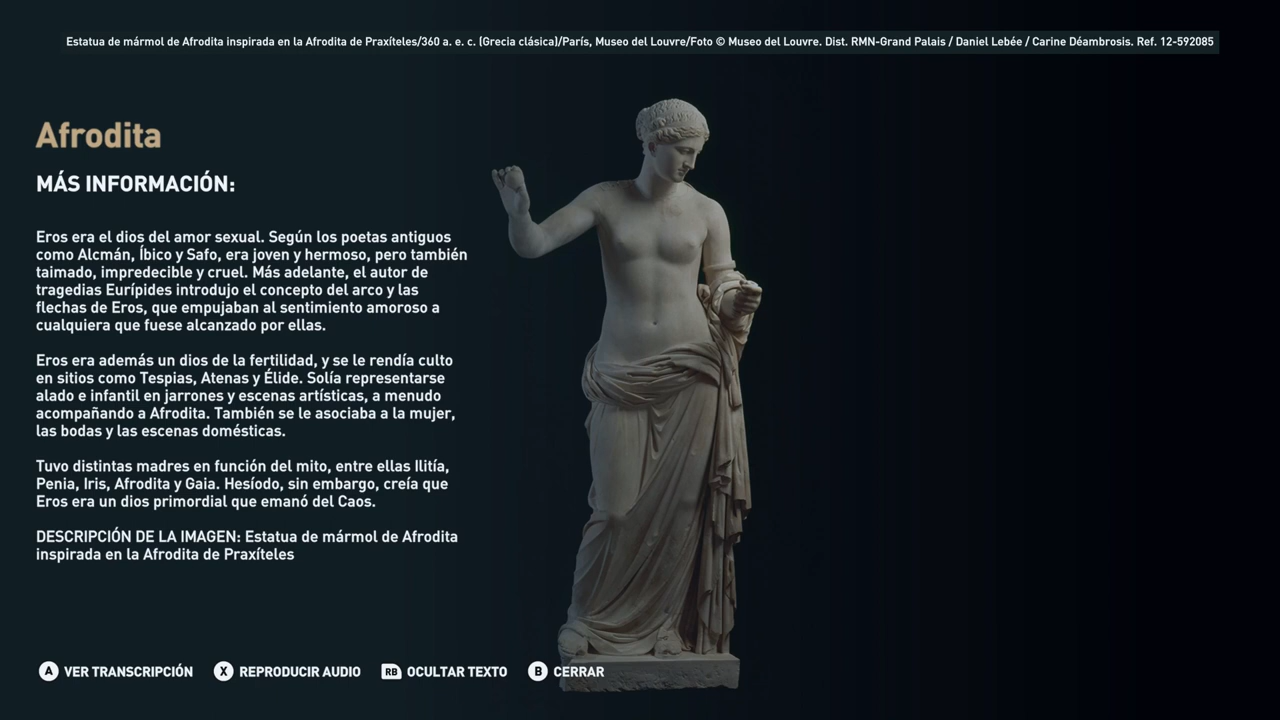 Estatua de mármol de Afrodita inspirada en la Afrodita de Praxíteles/360 a. e. c. (Grecia clásica)/París, Museo del Louvre/Foto © Museo del Louvre. Dist. RMN-Grand Palais / Daniel Lebée / Carine Déambrosis. Ref. 12-592085
Afrodita
MÁS INFORMACIÓN:
Eros era el dios del amor sexual. Según los poetas antiguos
como Alcmán, Íbico y Safo, era joven y hermoso, pero también
taimado, impredecible y cruel. Más adelante, el autor de
tragedias Eurípides introdujo el concepto del arco y las
flechas de Eros, que empujaban al sentimiento amoroso a
cualquiera que fuese alcanzado por ellas.
Eros era además un dios de la fertilidad, y se le rendía culto
en sitios como Tespias, Atenas y Élide. Solía representarse
alado e infantil en jarrones y escenas artísticas, a menudo
acompañando a Afrodita. También se le asociaba a la mujer,
las bodas y las escenas domésticas.
Tuvo distintas madres en función del mito, entre ellas Ilitía,
Penia, Iris, Afrodita y Gaia. Hesíodo, sin embargo, creía que
Eros era un dios primordial que emanó del Caos.
DESCRIPCIÓN DE LA IMAGEN: Estatua de mármol de Afrodita
inspirada en la Afrodita de Praxíteles
A VER TRANSCRIPCIÓN X REPRODUCIR AUDIO RB OCULTAR TEXTO B CERRAR